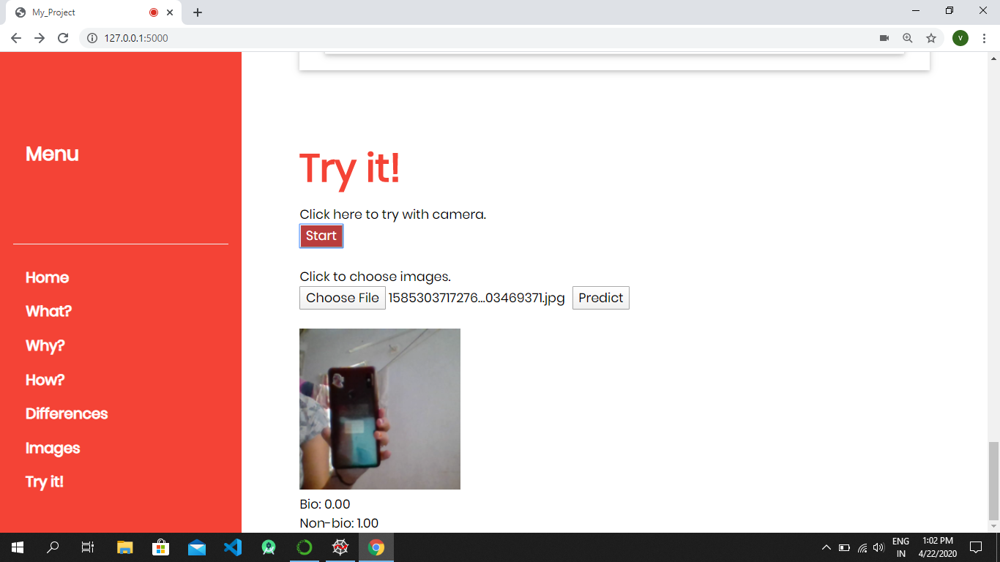 My_Project
127.0.0.1:5000
V
Menu
Home
What?
Why?
How?
Differences
Images
Try it!
Try it!
Click here to try with camera.
Start
Click to choose images.
Choose File 1585303717276...03469371.jpg Predict
Bio: 0.00
Non-bio: 1.00
ENG
IN
1:02 PM
4/22/2020